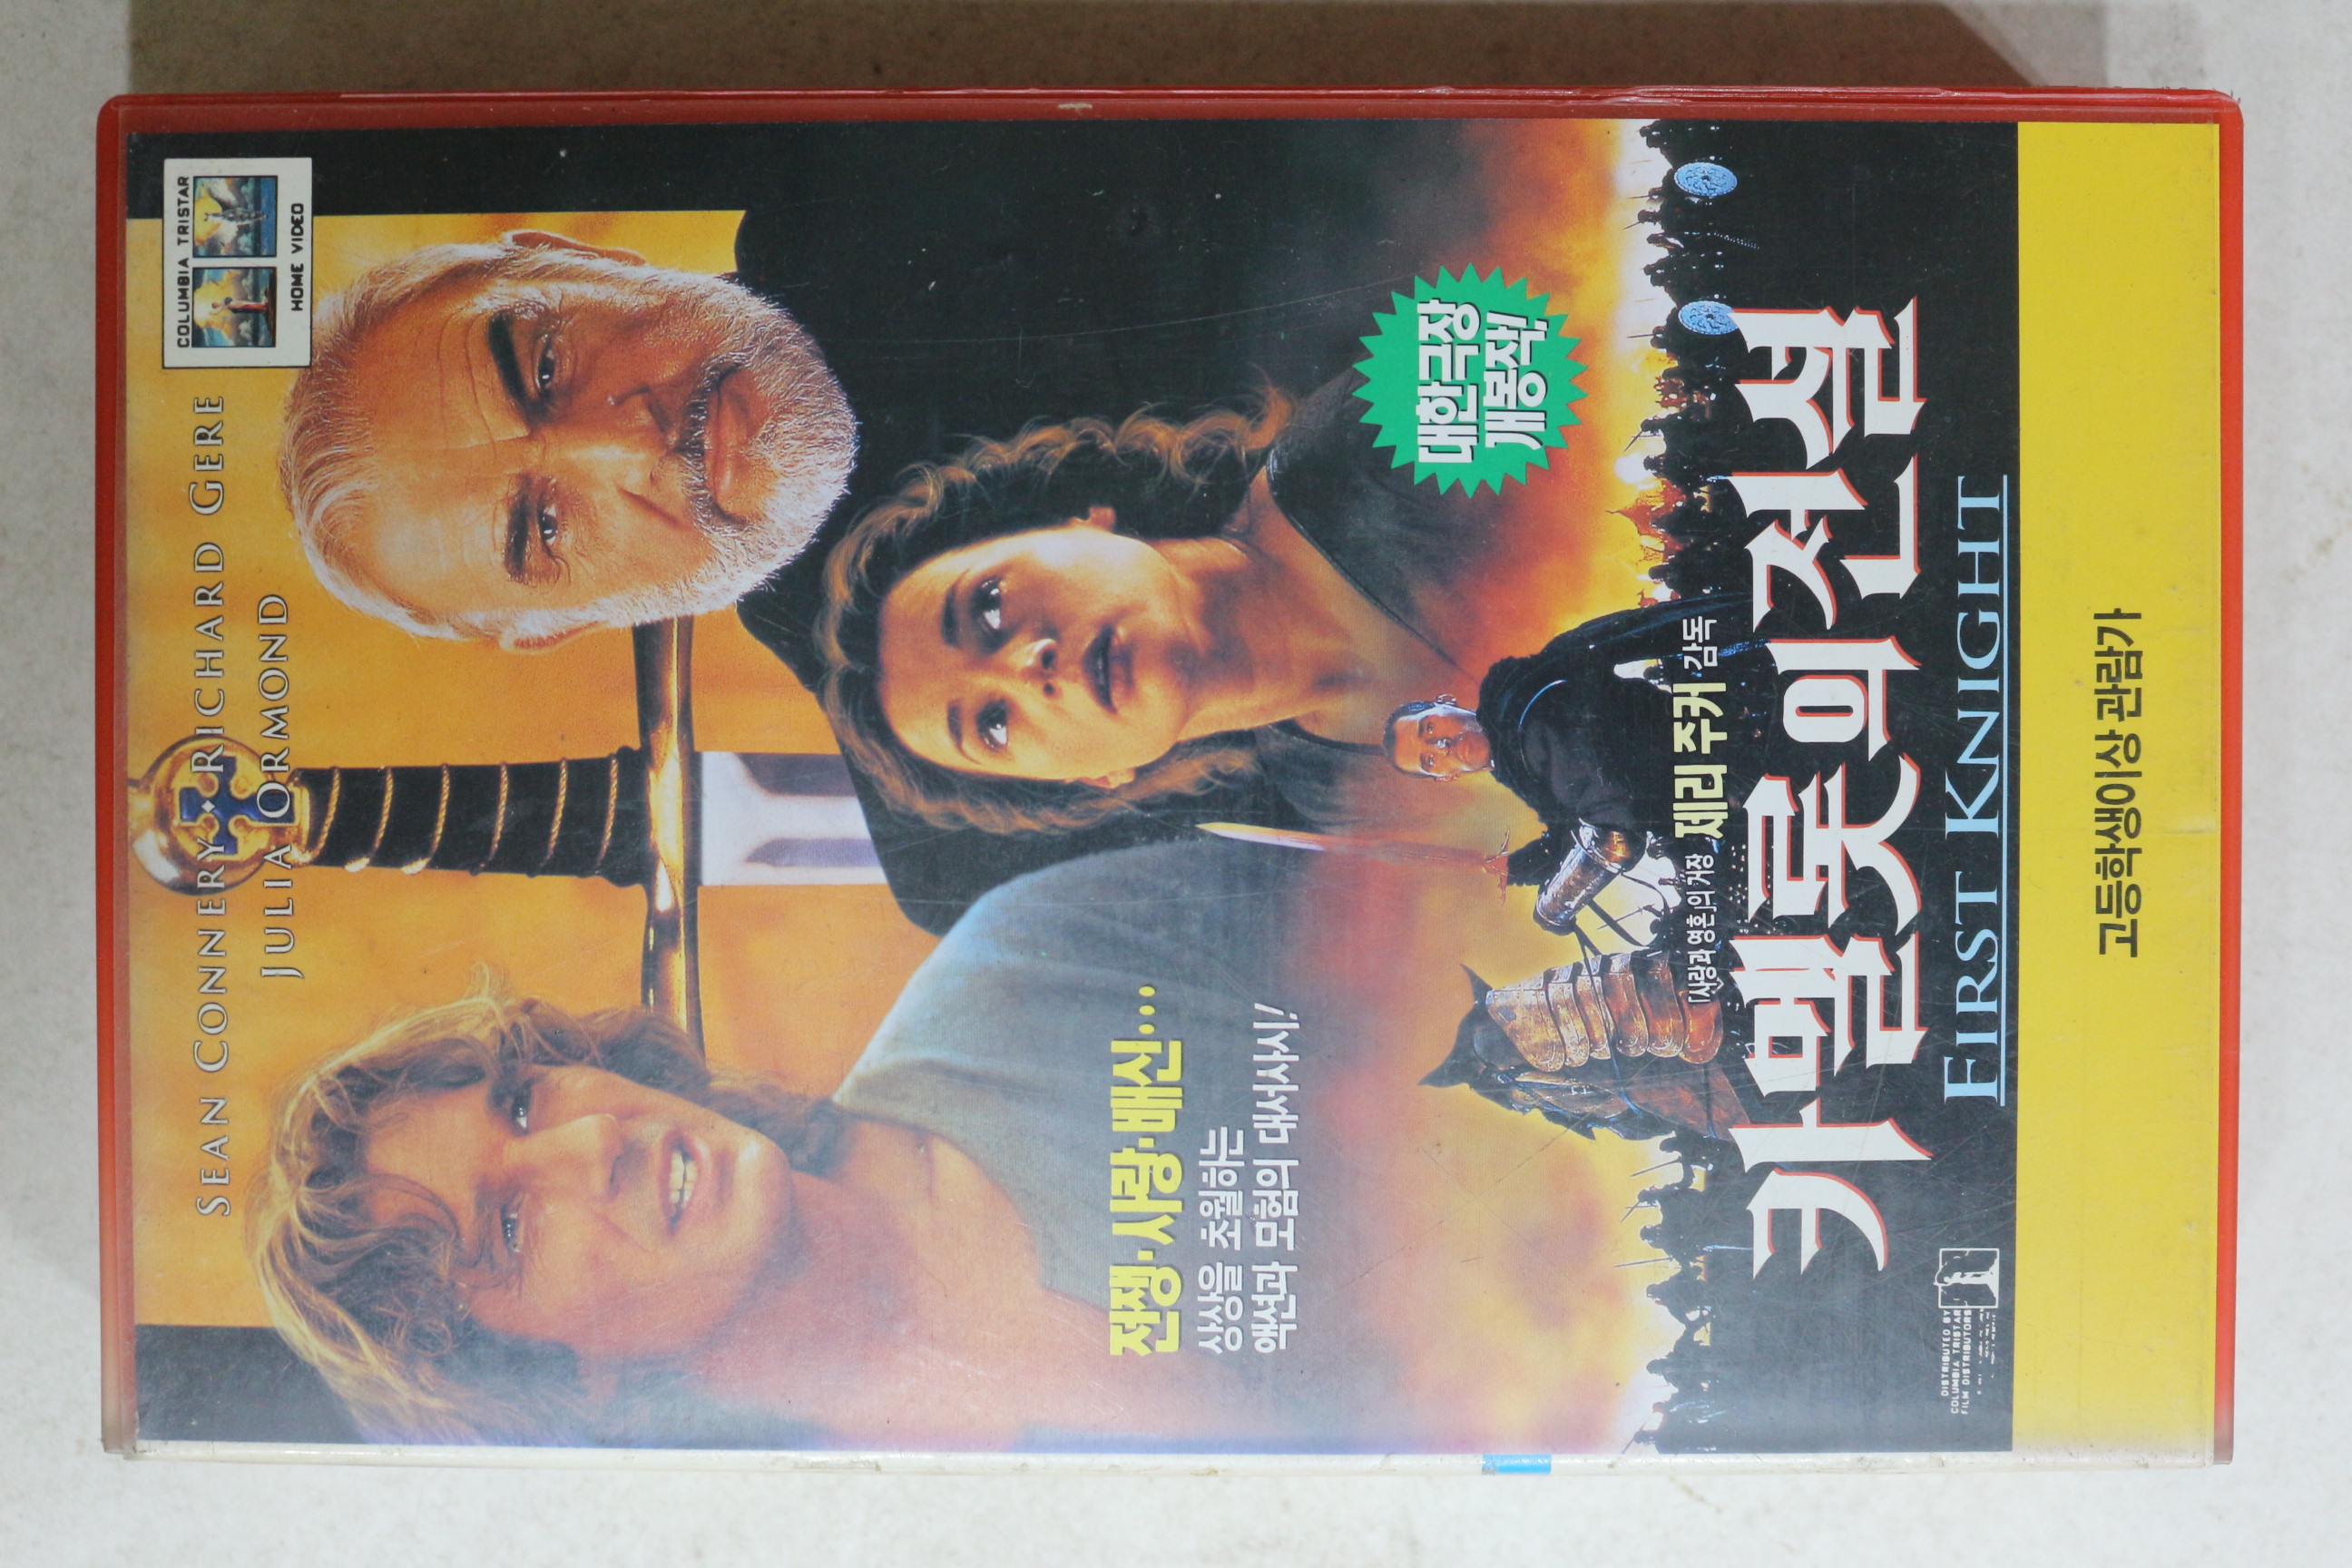 COLUMBIA TRISTAR
HOME VIDEO
SEAN CONNERY RICHARD GERE
JULIA ORMOND
전쟁·사랑·배신...
상상을 초월하는
액션과 모험의 대서사시!
대한극장
개봉작!
「사랑과 영혼」의 거장 제리 주커 감독
카멜롯의 전설
FIRST KNIGHT
DISTRIBUTED BY
COLUMBIA TRISTAR
FILM DISTRIBUTORS
고등학생이상 관람가